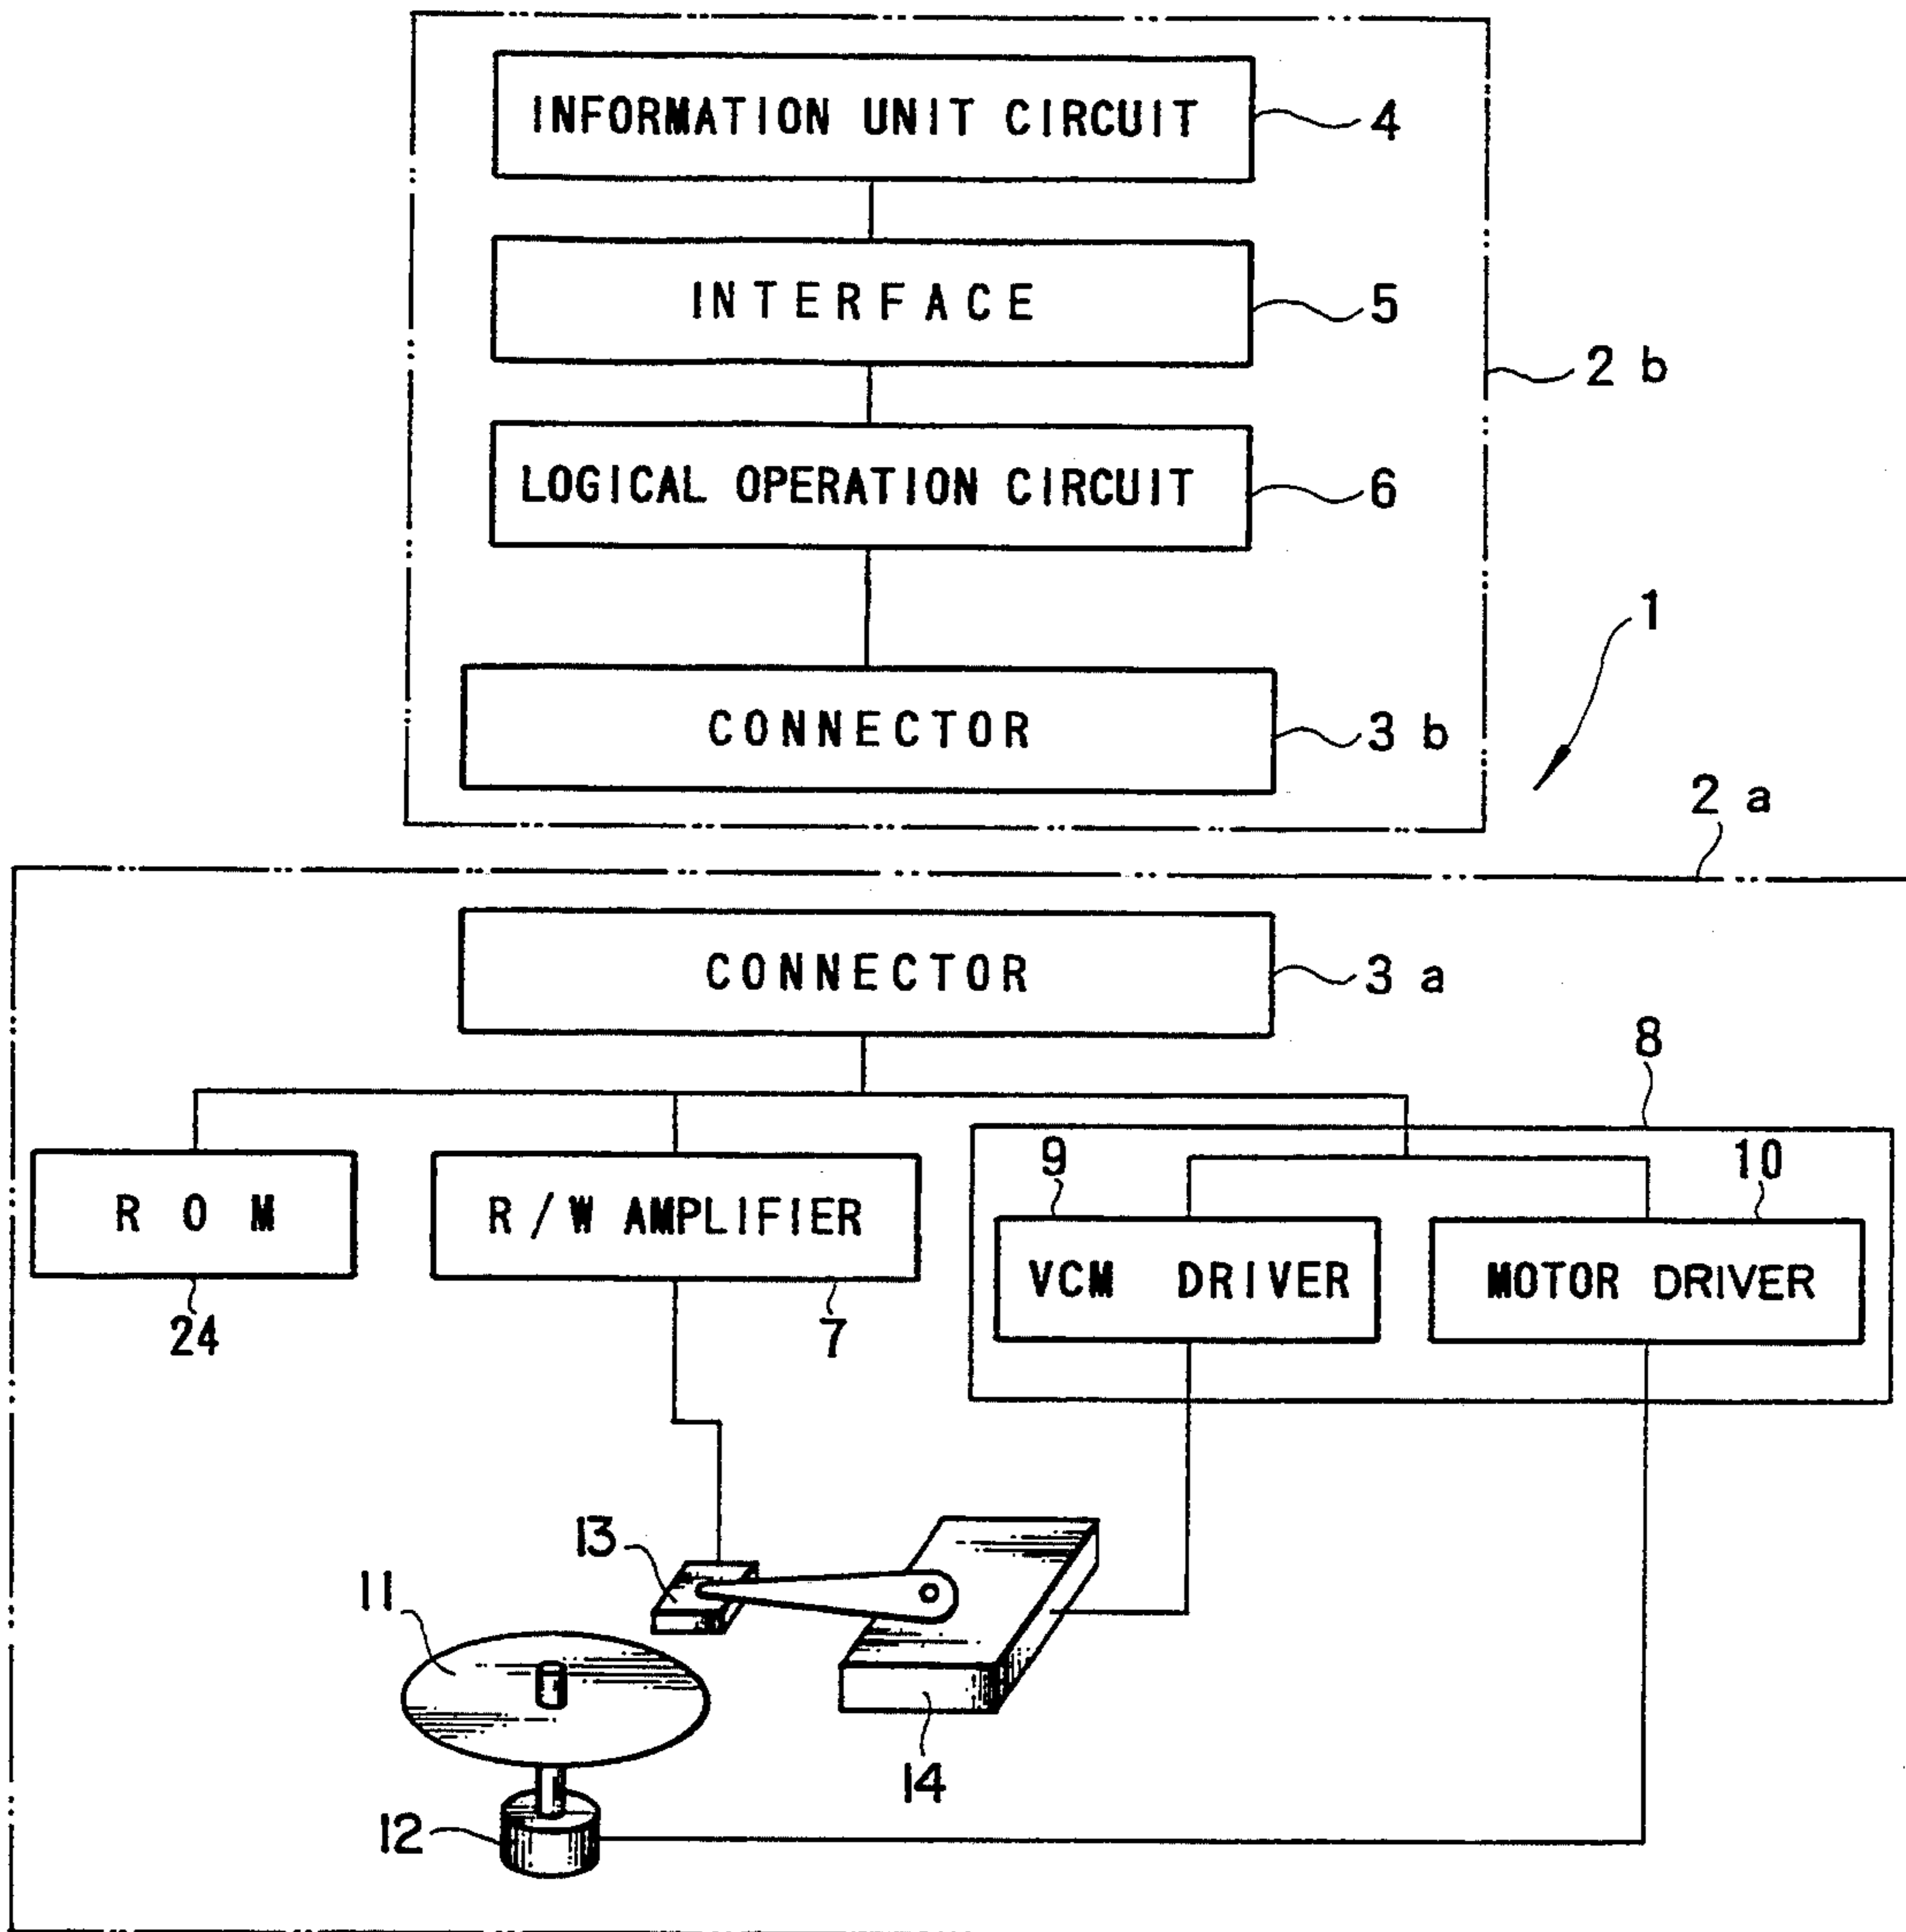 INFORMATION UNIT CIRCUIT
4
INTERFACE
5
2 b
LOGICAL OPERATION CIRCUIT
6
1
CONNECTOR
3 b
2 a
CONNECTOR
3 a
8
9
10
ROM
R/W AMPLIFIER
VCM DRIVER
MOTOR DRIVER
24
7
13
11
14
12